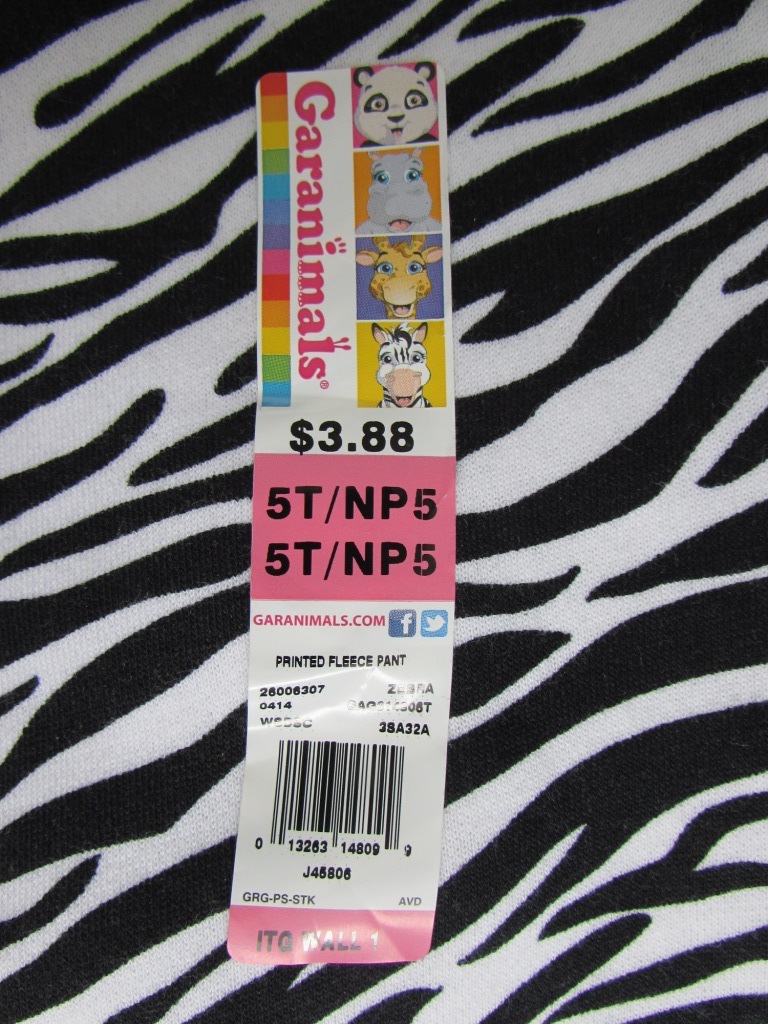 Garanimals®
$3.88
5T/NP5
5T/NP5
GARANIMALS.COM
PRINTED FLEECE PANT
26006307 ZEBRA
0414
3SA32A
0 13263 14809 9
J45806
GRG-PS-STK AVD
ITG WALL 1